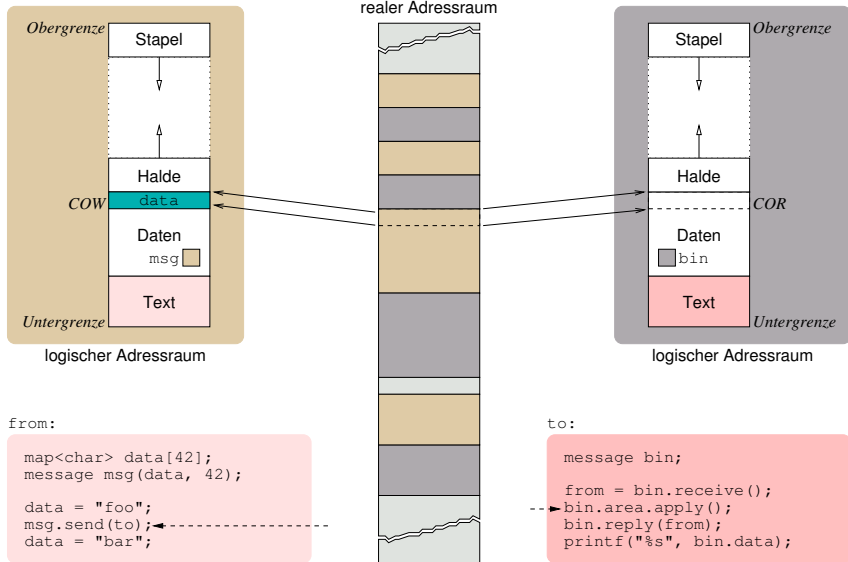 realer Adressraum
Obergrenze
Stapel
Halde
COW
data
Daten
msg
Text
Untergrenze
logischer Adressraum
Stapel
Obergrenze
Halde
COR
Daten
bin
Text
Untergrenze
logischer Adressraum
from:
map<char> data[42];
message msg(data, 42);
data = "foo";
msg.send(to);
data = "bar";
to:
message bin;
from = bin.receive();
bin.area.apply();
bin.reply(from);
printf("%s", bin.data);